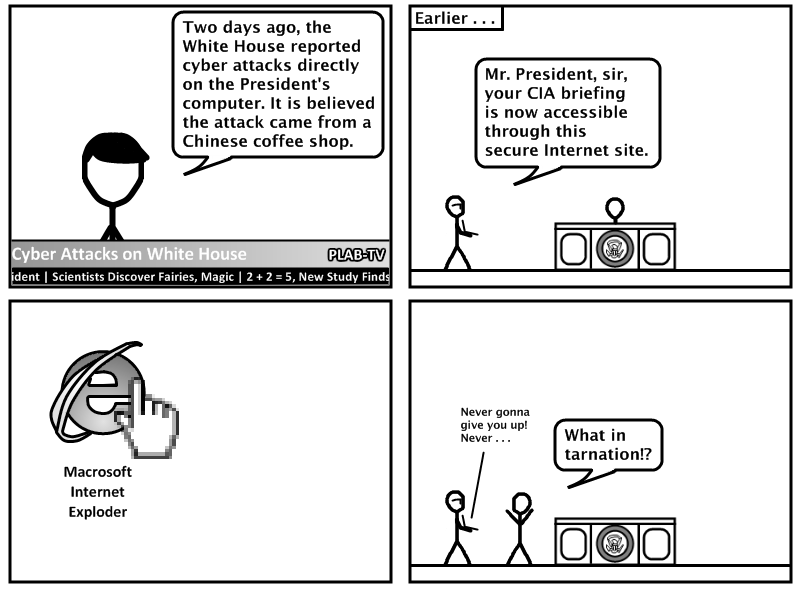 Two days ago, the
White House reported
cyber attacks directly
on the President's
computer. It is believed
the attack came from a
Chinese coffee shop.
Cyber Attacks on White House
PLAB-TV
ident | Scientists Discover Fairies, Magic | 2 + 2 = 5, New Study Finds
Earlier . . .
Mr. President, sir,
your CIA briefing
is now accessible
through this
secure Internet site.
Macrosoft
Internet
Exploder
Never gonna
give you up!
Never . . .
What in
tarnation!?